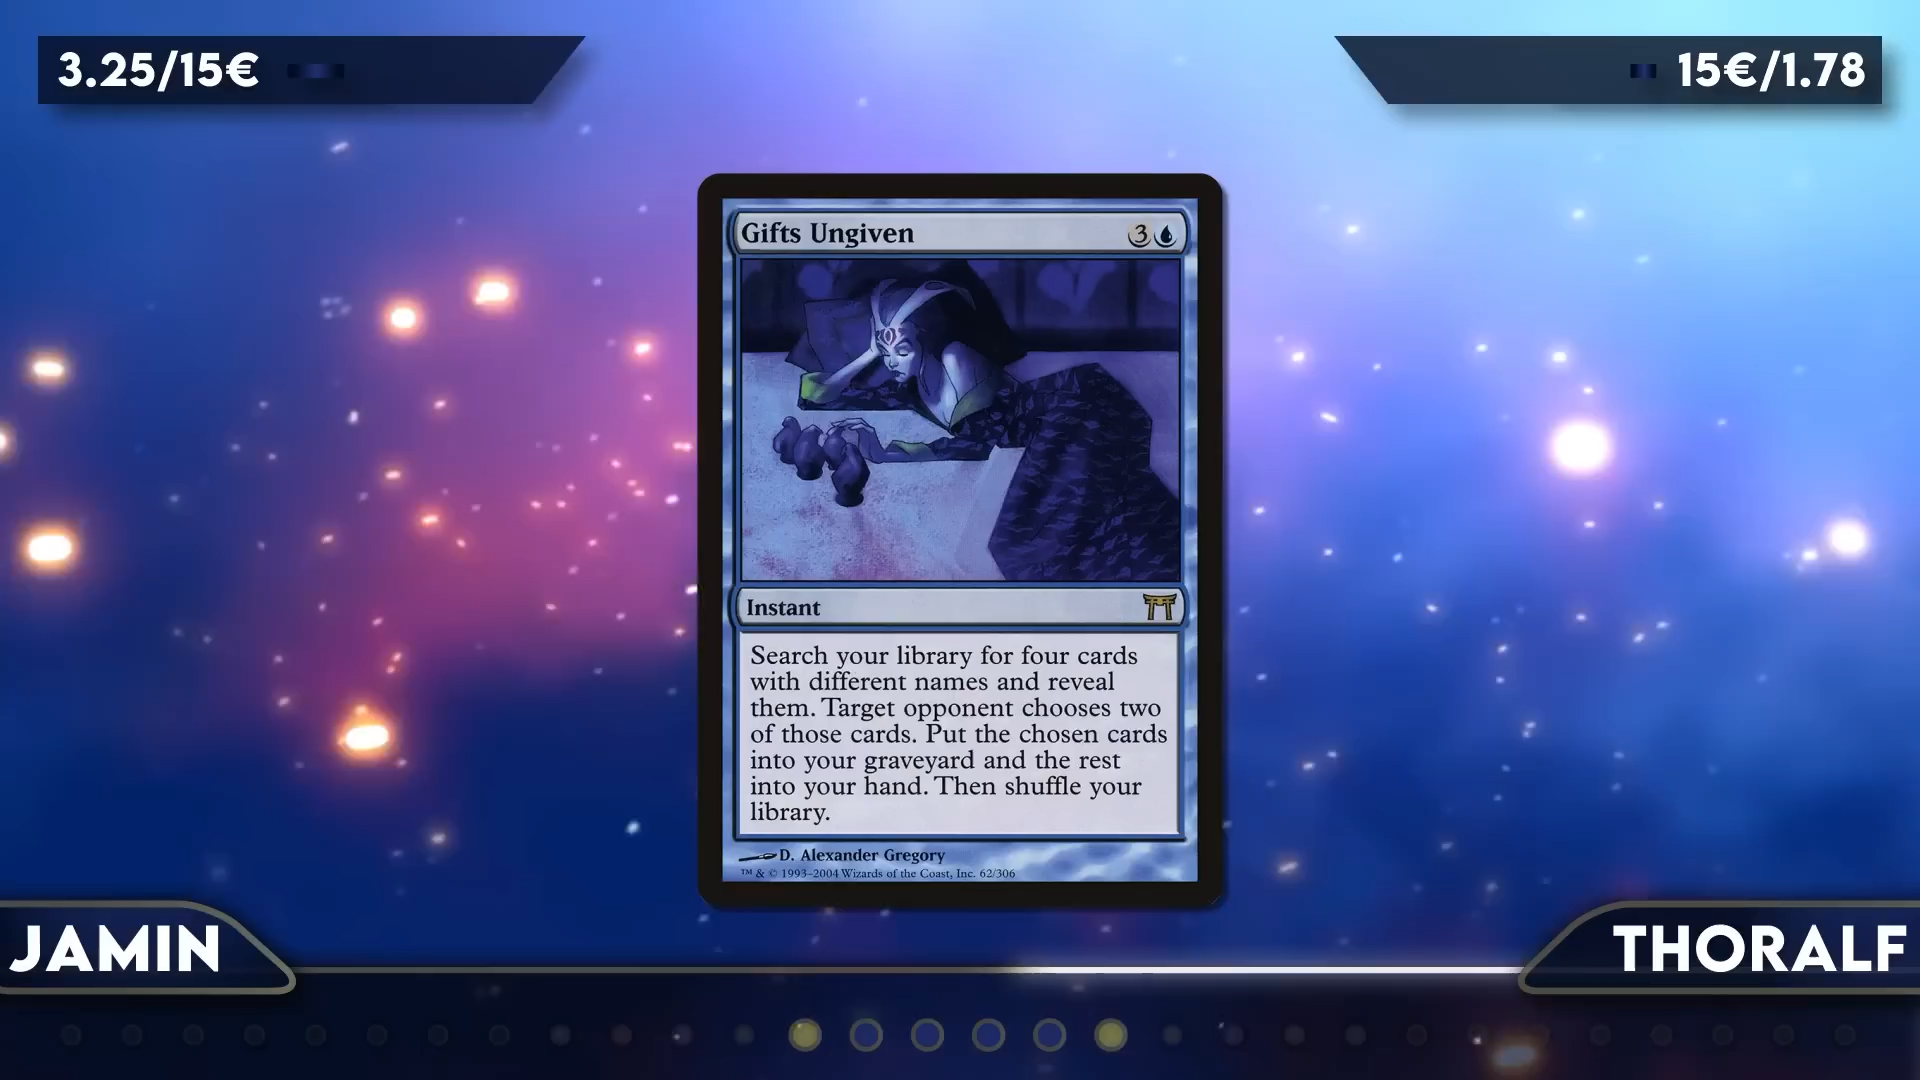 3.25/15€
15€/1.78
Gifts Ungiven
3
Instant
Search your library for four cards
with different names and reveal
them. Target opponent chooses two
of those cards. Put the chosen cards
into your graveyard and the rest
into your hand. Then shuffle your
library.
D. Alexander Gregory
™ & © 1993–2004 Wizards of the Coast, Inc. 62/306
JAMIN
THORALF